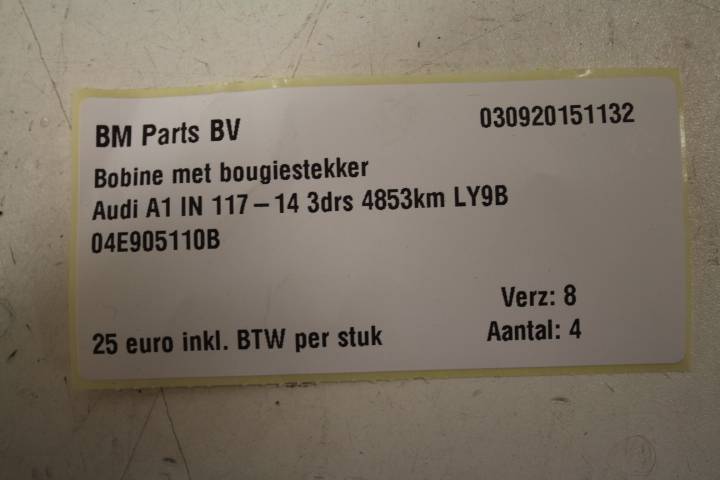 BM Parts BV
030920151132
Bobine met bougiestekker
Audi A1 IN 117 – 14 3drs 4853km LY9B
04E905110B
Verz: 8
25 euro inkl. BTW per stuk
Aantal: 4